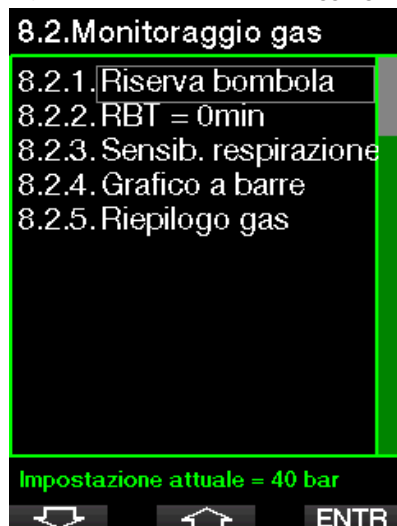 8.2.Monitoraggio gas
8.2.1. Riserva bombola
8.2.2. RBT = 0min
8.2.3. Sensib. respirazione
8.2.4. Grafico a barre
8.2.5. Riepilogo gas
Impostazione attuale = 40 bar
ENTR